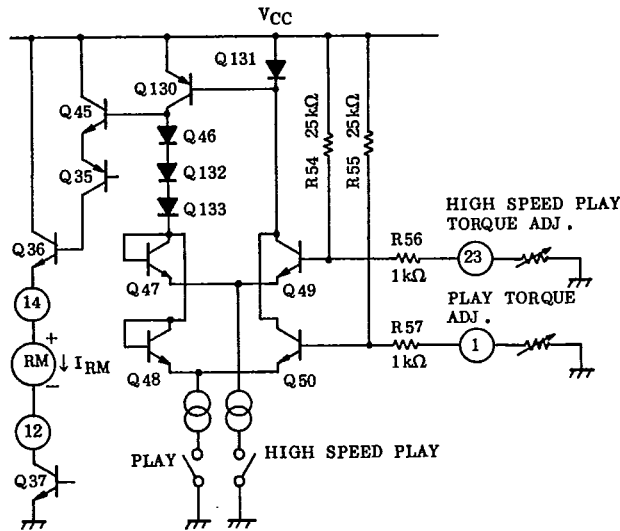 VCC
Q131
Q130
Q45
Q46
R54 25kΩ
R55 25kΩ
Q35
Q132
Q133
HIGH SPEED PLAY
TORQUE ADJ.
Q36
R56
23
1kΩ
Q47
Q49
14
PLAY TORQUE
ADJ.
R57
1
1kΩ
+
RM
↓ IRM
−
Q48
Q50
12
PLAY
HIGH SPEED PLAY
Q37